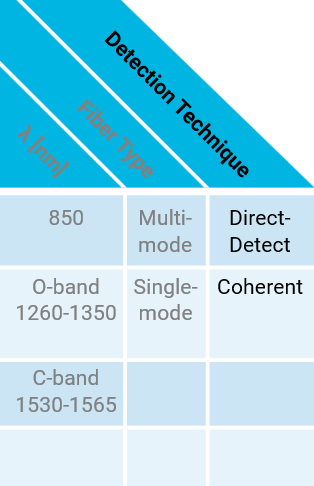 λ [nm]
Fiber Type
Detection Technique
850
Multi-
mode
Direct-
Detect
O-band
1260-1350
Single-
mode
Coherent
C-band
1530-1565